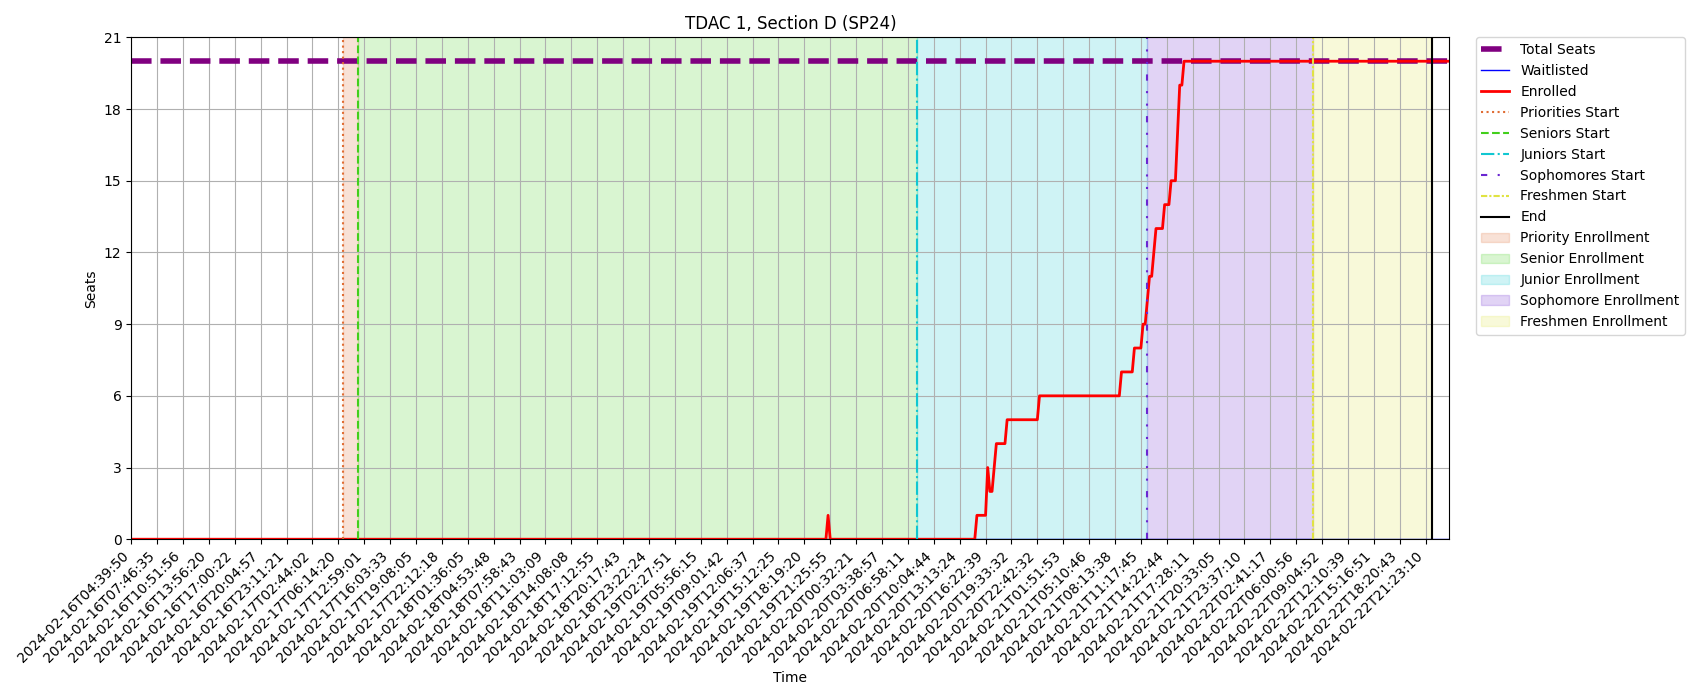 TDAC 1, Section D (SP24)
21
18
15
12
9
6
3
0
Seats
2024-02-16T04:39:50
2024-02-16T07:46:35
2024-02-16T10:51:56
2024-02-16T13:56:20
2024-02-16T17:00:22
2024-02-16T20:04:57
2024-02-16T23:11:21
2024-02-17T02:44:02
2024-02-17T06:14:20
2024-02-17T12:59:01
2024-02-17T16:03:33
2024-02-17T19:08:05
2024-02-17T22:12:18
2024-02-18T01:36:05
2024-02-18T04:53:48
2024-02-18T07:58:43
2024-02-18T11:03:09
2024-02-18T14:08:08
2024-02-18T17:12:55
2024-02-18T20:17:43
2024-02-18T23:22:24
2024-02-19T02:27:51
2024-02-19T05:56:15
2024-02-19T09:01:42
2024-02-19T12:06:37
2024-02-19T15:12:25
2024-02-19T18:19:20
2024-02-19T21:25:55
2024-02-20T00:32:21
2024-02-20T03:38:57
2024-02-20T06:58:11
2024-02-20T10:04:44
2024-02-20T13:13:24
2024-02-20T16:22:39
2024-02-20T19:33:32
2024-02-20T22:42:32
2024-02-21T01:51:53
2024-02-21T05:10:46
2024-02-21T08:13:38
2024-02-21T11:17:45
2024-02-21T14:22:44
2024-02-21T17:28:11
2024-02-21T20:33:05
2024-02-21T23:37:10
2024-02-22T02:41:17
2024-02-22T06:00:56
2024-02-22T09:04:52
2024-02-22T12:10:39
2024-02-22T15:16:51
2024-02-22T18:20:43
2024-02-22T21:23:10
Time
Total Seats
Waitlisted
Enrolled
Priorities Start
Seniors Start
Juniors Start
Sophomores Start
Freshmen Start
End
Priority Enrollment
Senior Enrollment
Junior Enrollment
Sophomore Enrollment
Freshmen Enrollment